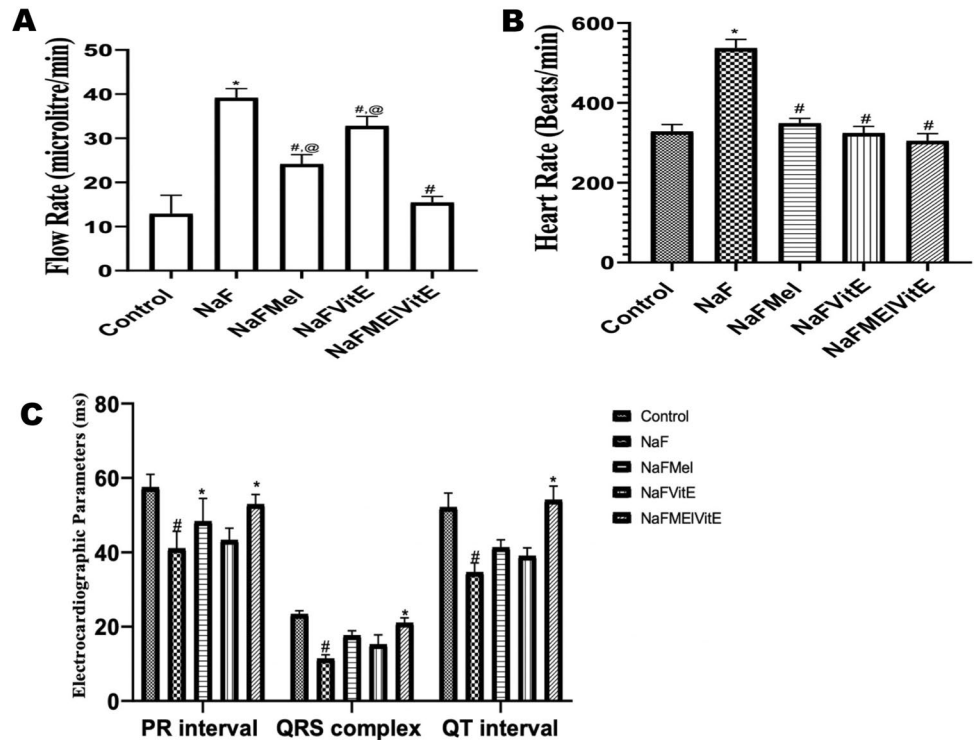 A
Flow Rate (microlitre/min)
50
40
30
20
10
0
*
#,@
#,@
#
Control
NaF
NaFMel
NaFVitE
NaFMElVitE
B
Heart Rate (Beats/min)
600
400
200
0
*
#
#
#
Control
NaF
NaFMel
NaFVitE
NaFMElVitE
C
Electrocardiographic Parameters (ms)
80
60
40
20
0
#
*
*
#
*
#
*
PR interval
QRS complex
QT interval
Control
NaF
NaFMel
NaFVitE
NaFMElVitE